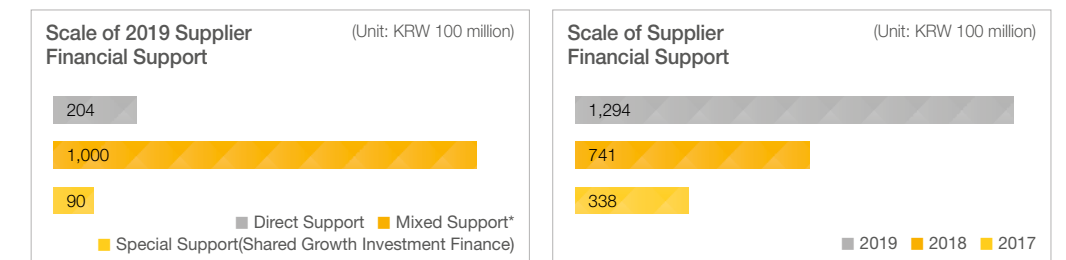 Scale of 2019 Supplier
Financial Support
(Unit: KRW 100 million)
204
1,000
90
Direct Support Mixed Support*
Special Support(Shared Growth Investment Finance)
Scale of Supplier
Financial Support
(Unit: KRW 100 million)
1,294
741
338
2019 2018 2017